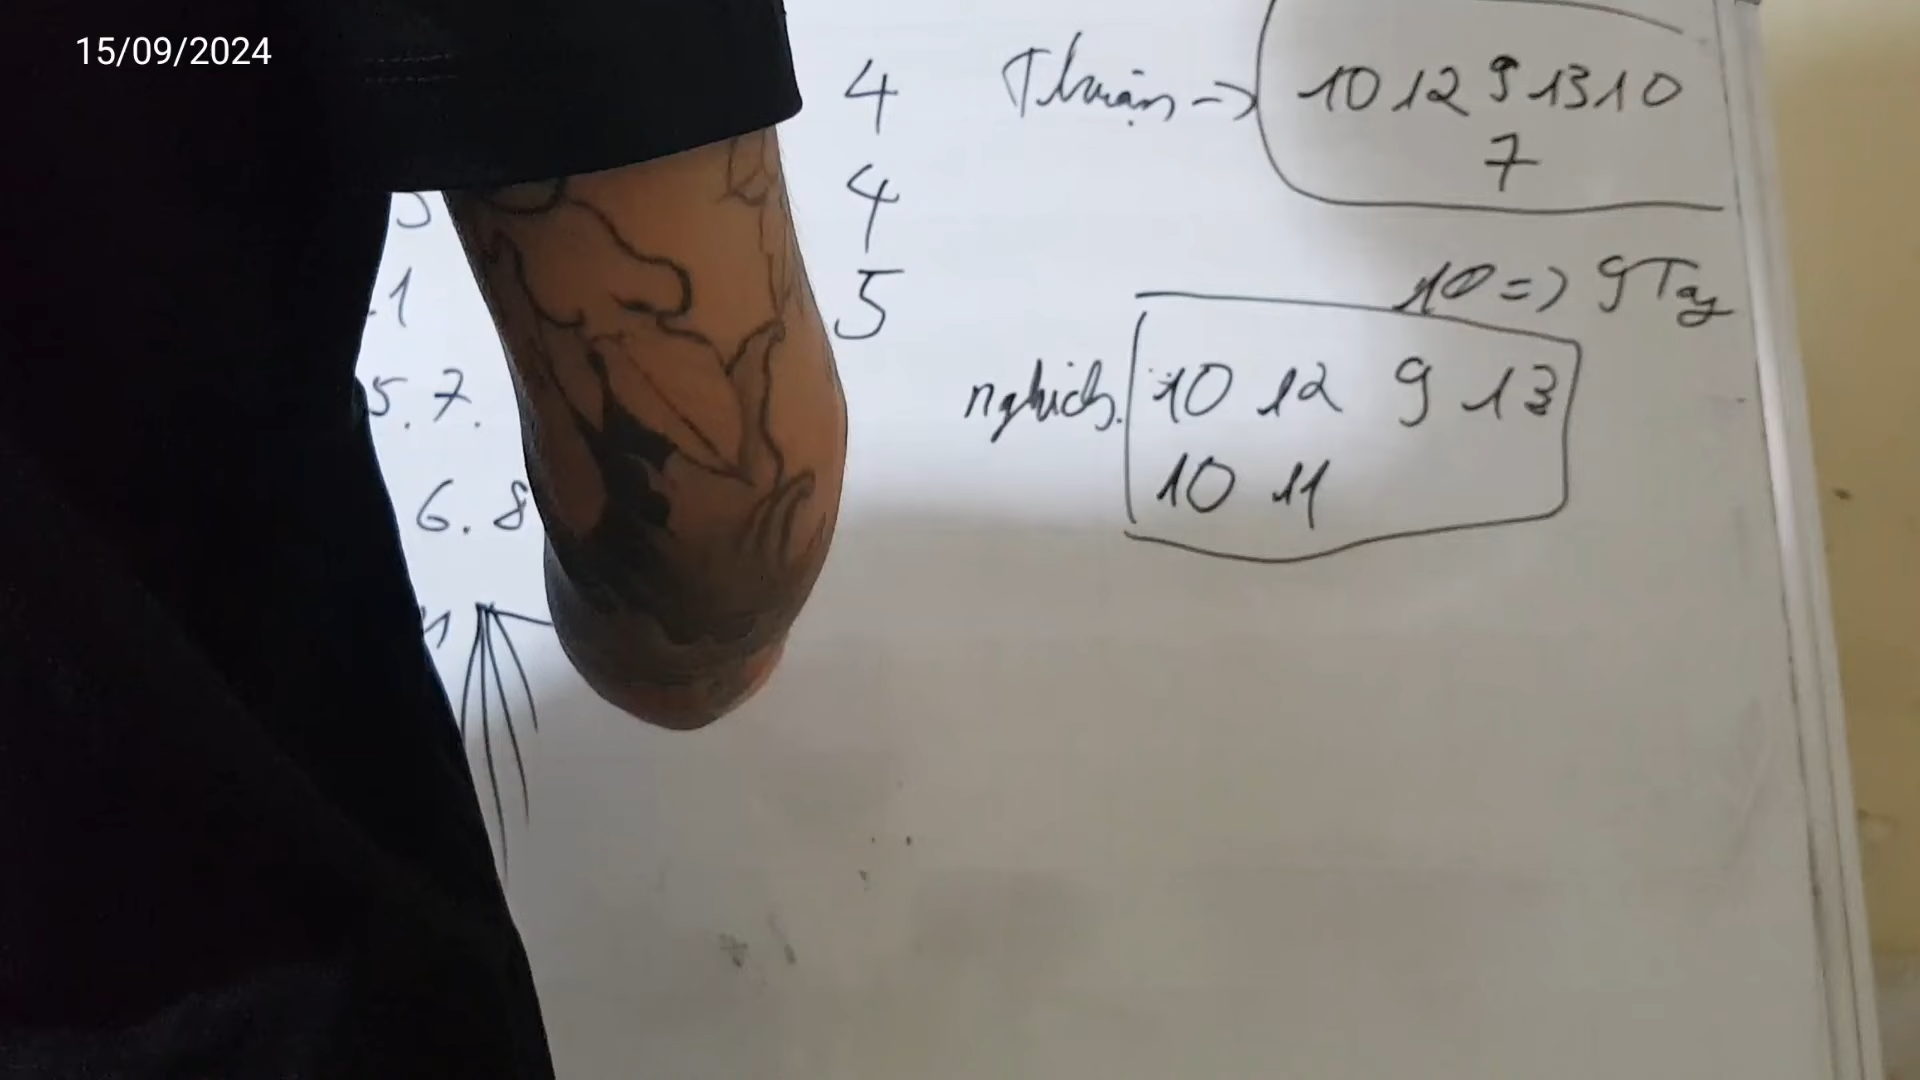 15/09/2024
4 Thuận => 10 12 9 13 10
7
4
10 => 9 Tay
.1 5
5. 7. nghịch. 10 12 9 13
6. 8 10 11